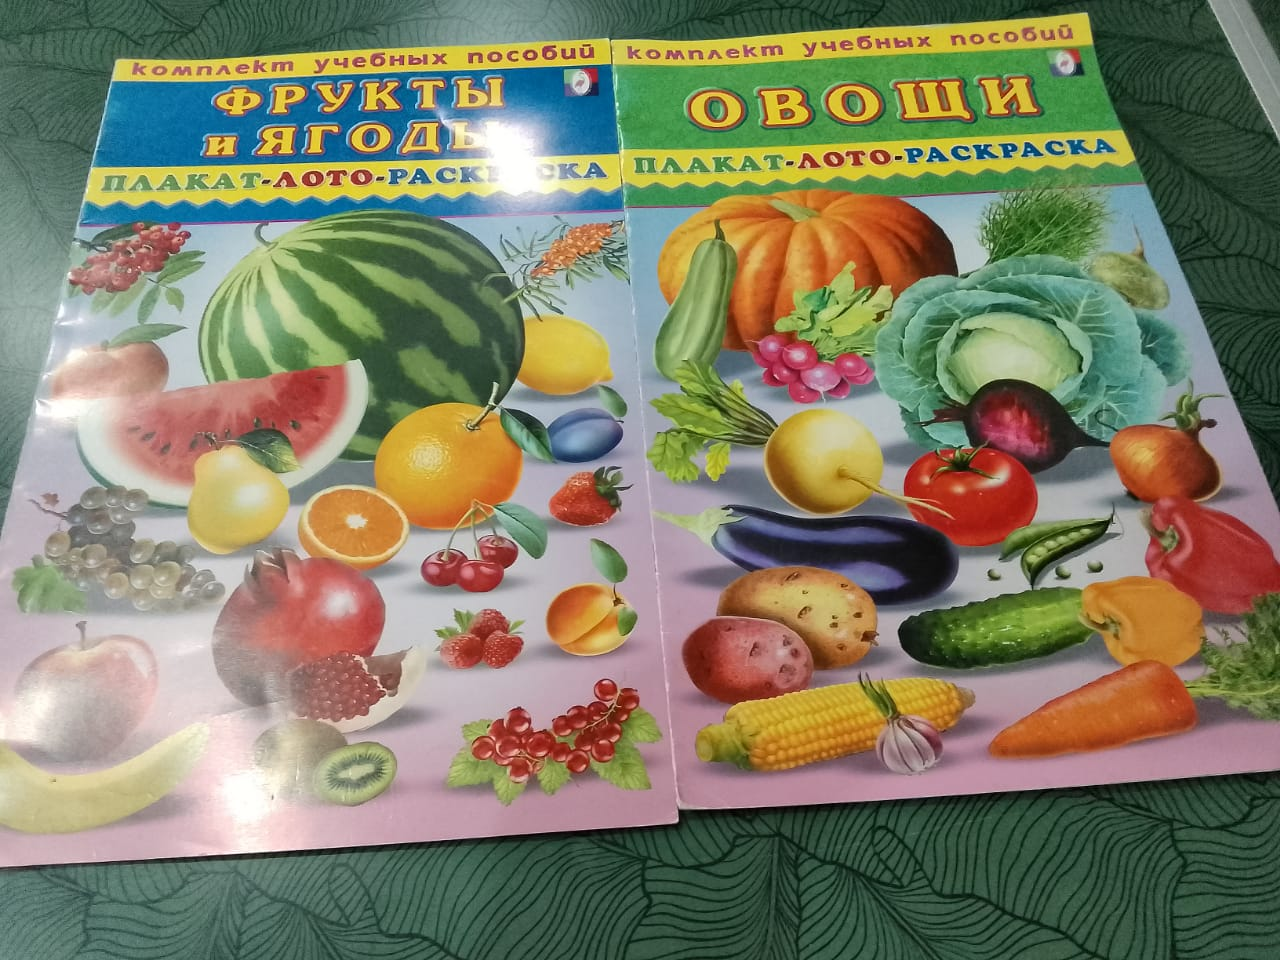 комплект учебных пособий
ФРУКТЫ
и ЯГОДЫ
ПЛАКАТ-ЛОТО-РАСКРАСКА
комплект учебных пособий
ОВОЩИ
ПЛАКАТ-ЛОТО-РАСКРАСКА